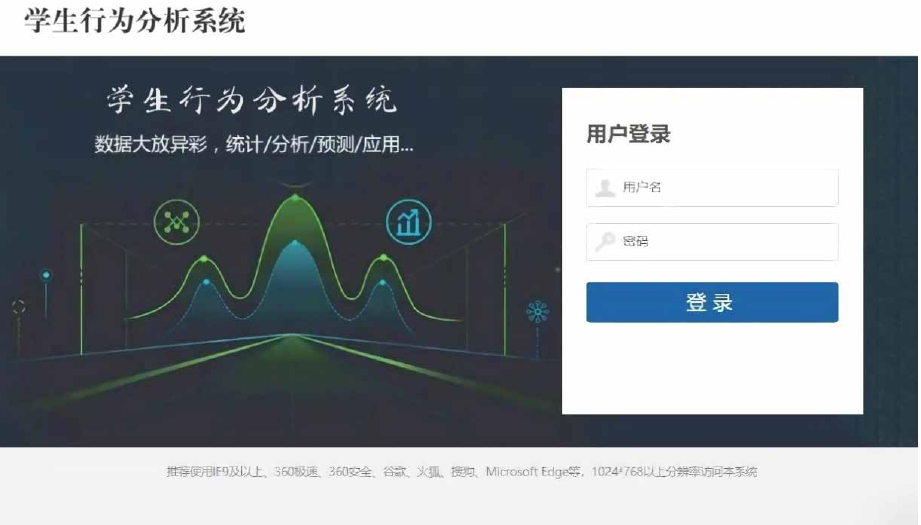 学生行为分析系统
学生行为分析系统
数据大放异彩，统计/分析/预测/应用...
用户登录
用户名
密码
登录
推荐使用IE9及以上、360极速、360安全、谷歌、火狐、搜狗、Microsoft Edge等，1024*768以上分辨率访问本系统